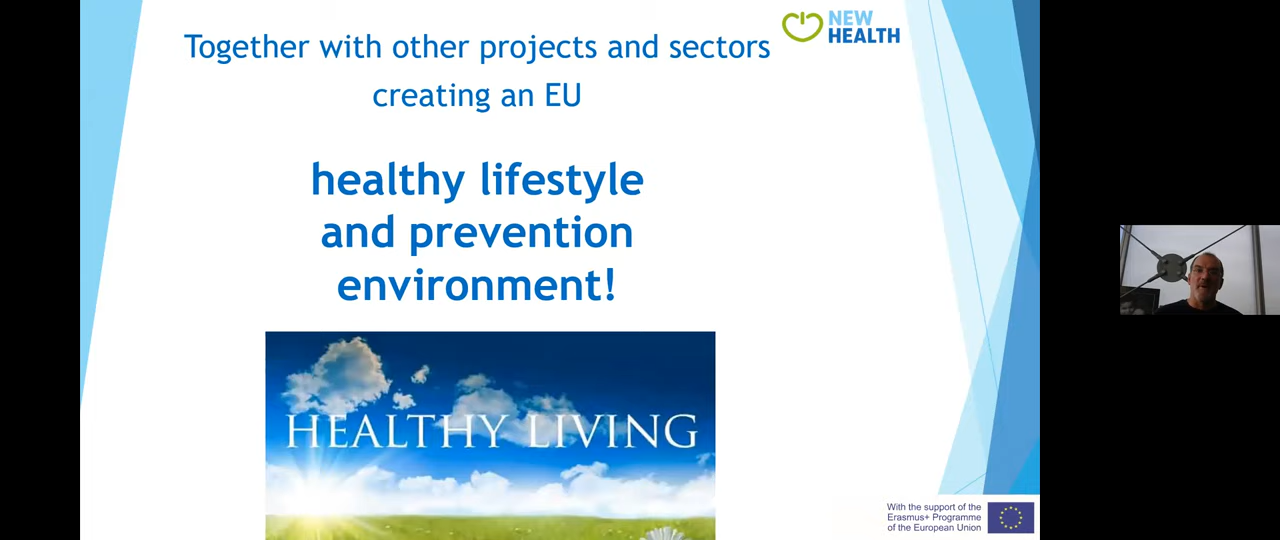 Together with other projects and sectors
creating an EU
NEW
HEALTH
healthy lifestyle
and prevention
environment!
HEALTHY LIVING
With the support of the
Erasmus+ Programme
of the European Union